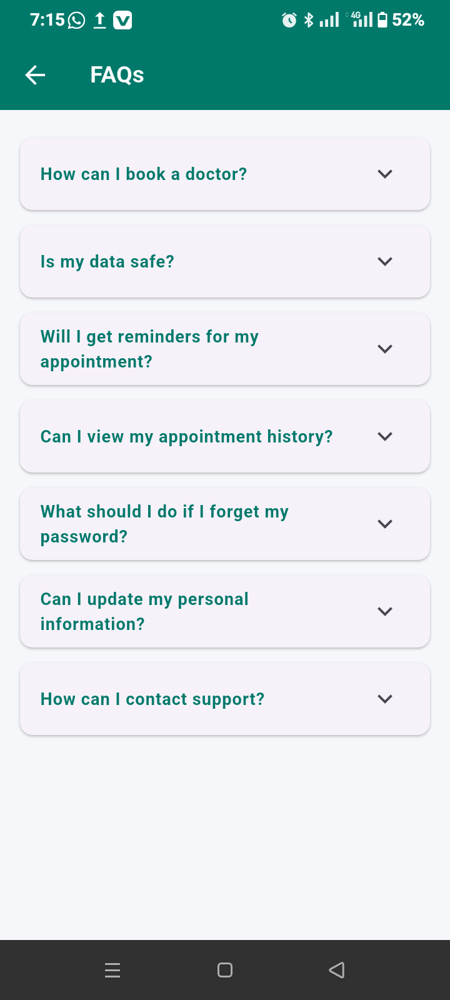 7:15 4G 52%
FAQs
How can I book a doctor?
Is my data safe?
Will I get reminders for my
appointment?
Can I view my appointment history?
What should I do if I forget my
password?
Can I update my personal
information?
How can I contact support?